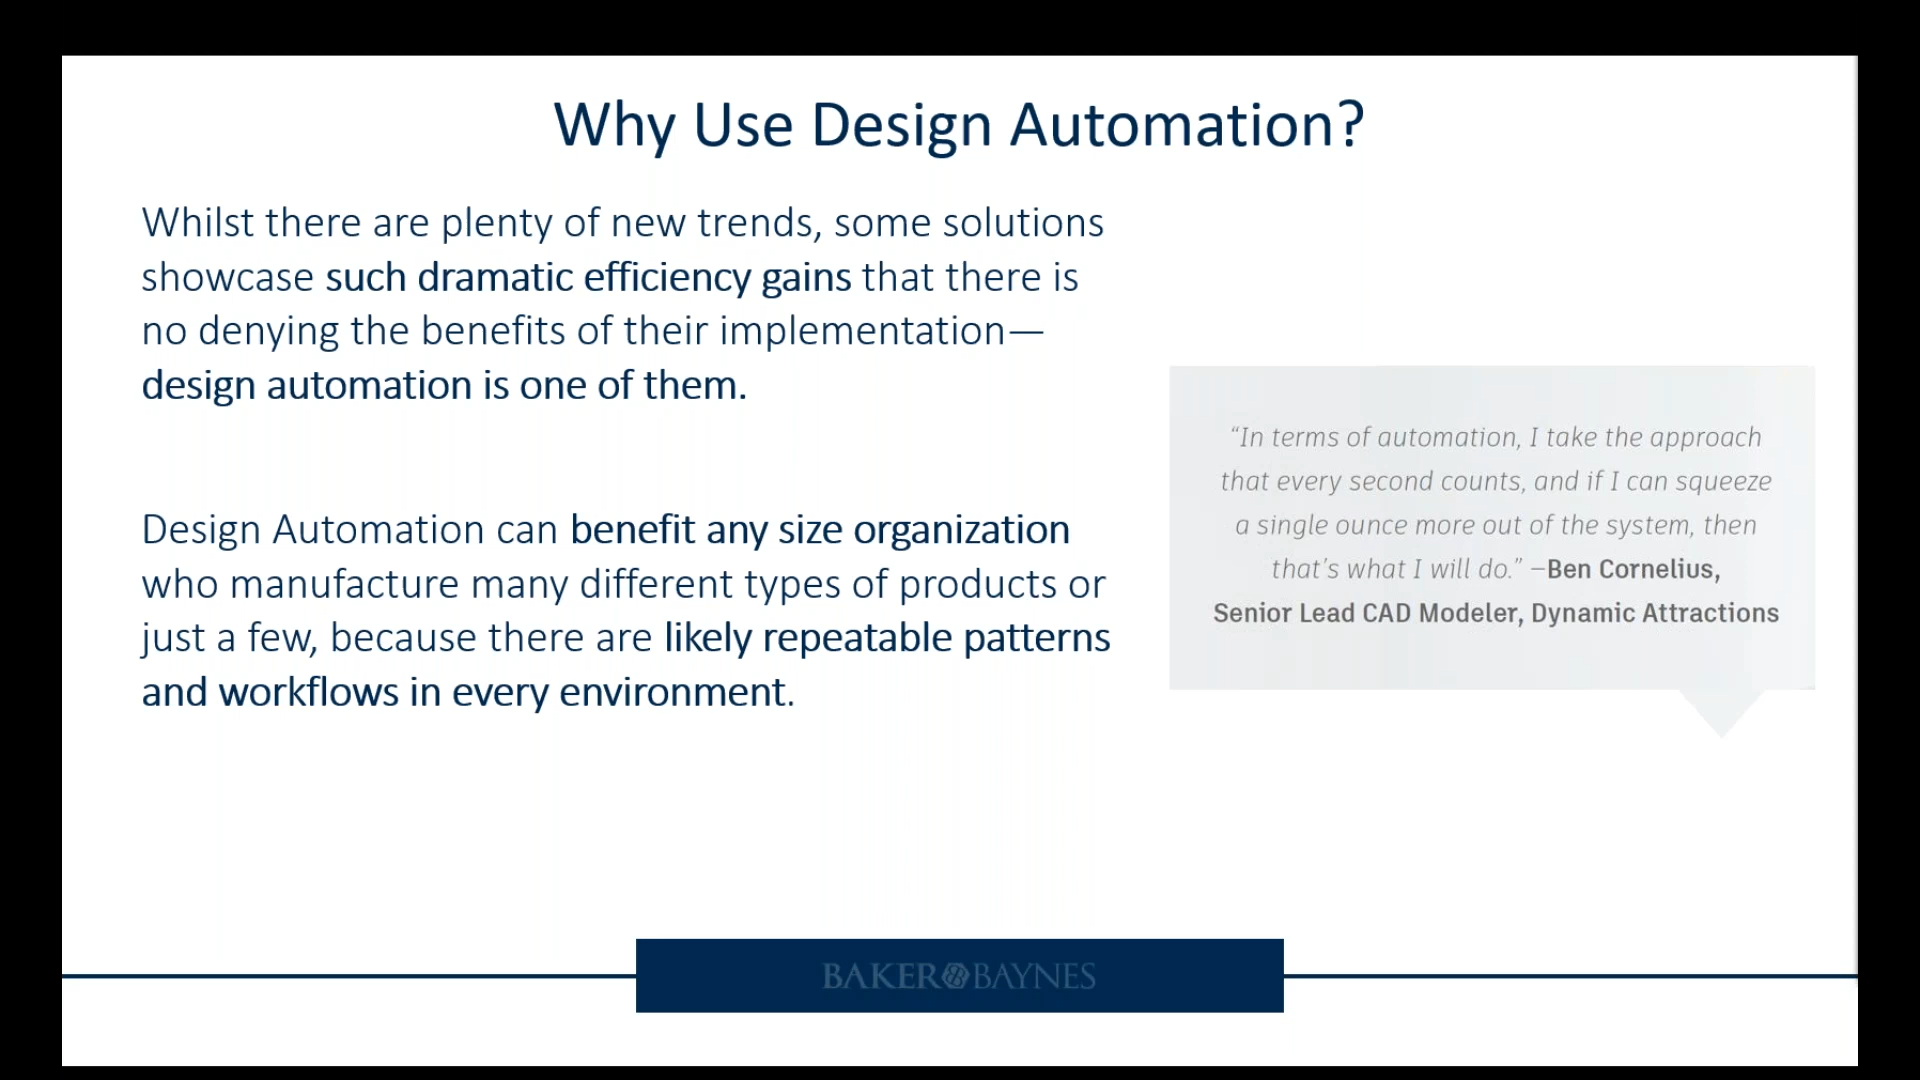 Why Use Design Automation?
Whilst there are plenty of new trends, some solutions
showcase such dramatic efficiency gains that there is
no denying the benefits of their implementation—
design automation is one of them.
Design Automation can benefit any size organization
who manufacture many different types of products or
just a few, because there are likely repeatable patterns
and workflows in every environment.
“In terms of automation, I take the approach
that every second counts, and if I can squeeze
a single ounce more out of the system, then
that's what I will do.” –Ben Cornelius,
Senior Lead CAD Modeler, Dynamic Attractions
BAKER BAYNES